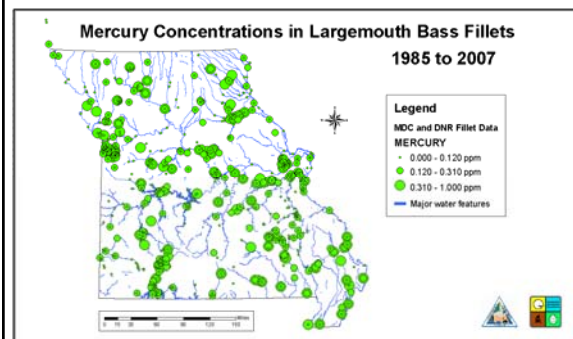 Mercury Concentrations in Largemouth Bass Fillets
1985 to 2007
Legend
MDC and DNR Fillet Data
MERCURY
0.000 - 0.120 ppm
0.120 - 0.310 ppm
0.310 - 1.000 ppm
Major water features
Miles